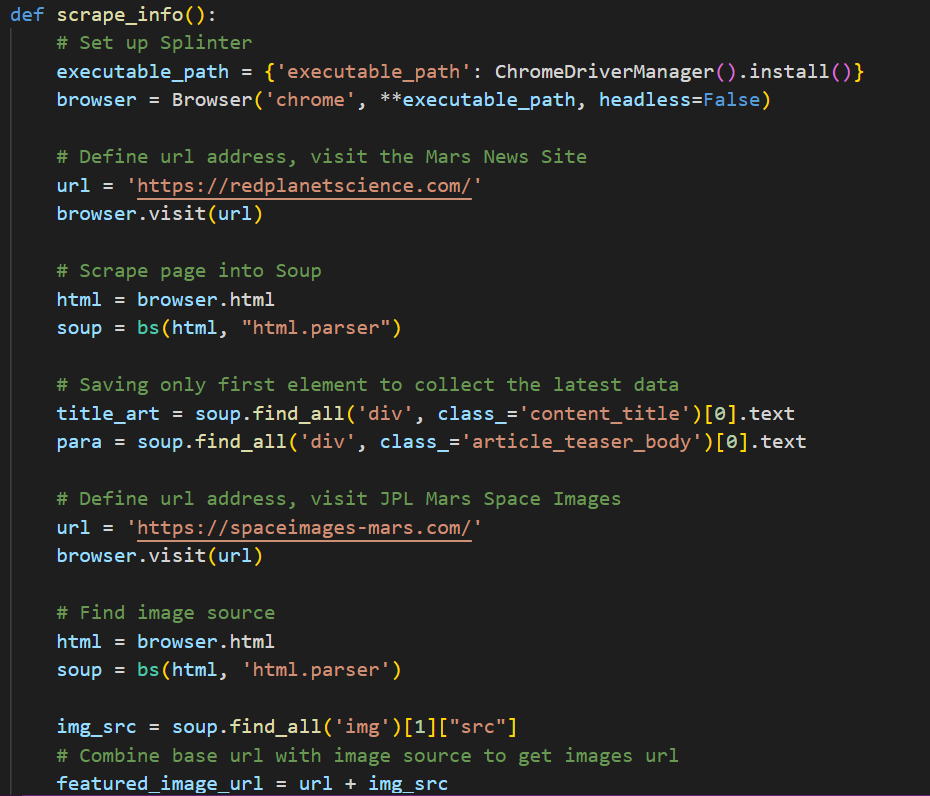 def scrape_info():
    # Set up Splinter
    executable_path = {'executable_path': ChromeDriverManager().install()}
    browser = Browser('chrome', **executable_path, headless=False)

    # Define url address, visit the Mars News Site
    url = 'https://redplanetscience.com/'
    browser.visit(url)

    # Scrape page into Soup
    html = browser.html
    soup = bs(html, "html.parser")

    # Saving only first element to collect the latest data
    title_art = soup.find_all('div', class_='content_title')[0].text
    para = soup.find_all('div', class_='article_teaser_body')[0].text

    # Define url address, visit JPL Mars Space Images
    url = 'https://spaceimages-mars.com/'
    browser.visit(url)

    # Find image source
    html = browser.html
    soup = bs(html, 'html.parser')

    img_src = soup.find_all('img')[1]["src"]
    # Combine base url with image source to get images url
    featured_image_url = url + img_src